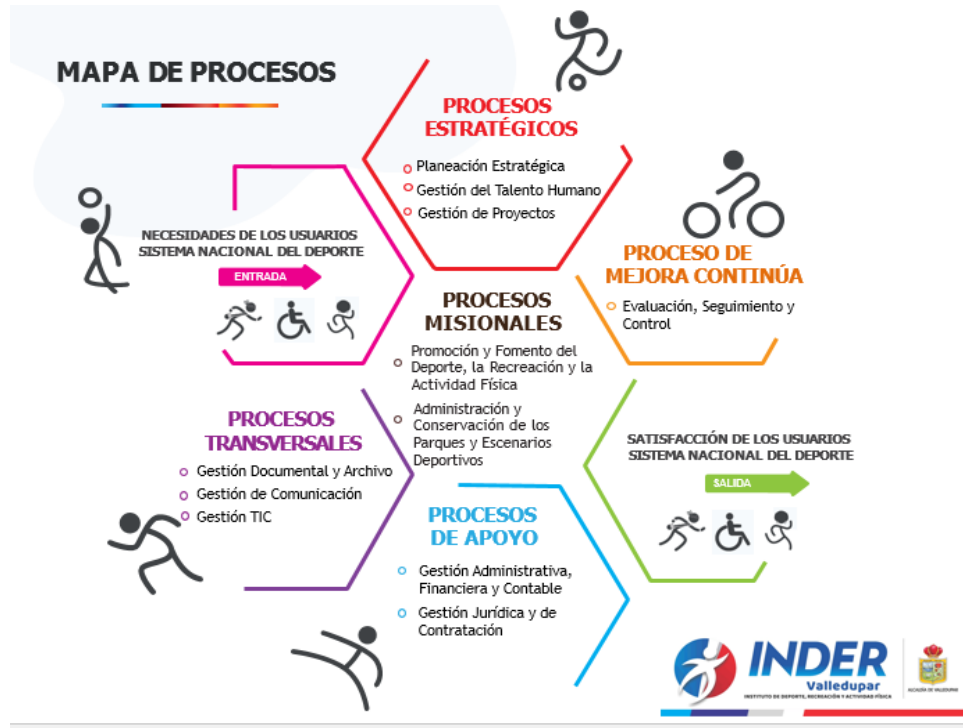 MAPA DE PROCESOS
PROCESOS
ESTRATÉGICOS
Planeación Estratégica
Gestión del Talento Humano
Gestión de Proyectos
NECESIDADES DE LOS USUARIOS
SISTEMA NACIONAL DEL DEPORTE
ENTRADA
PROCESO DE
MEJORA CONTINÚA
Evaluación, Seguimiento y
Control
PROCESOS
MISIONALES
Promoción y Fomento del
Deporte, la Recreación y la
Actividad Física
Administración y
Conservación de los
Parques y Escenarios
Deportivos
PROCESOS
TRANSVERSALES
Gestión Documental y Archivo
Gestión de Comunicación
Gestión TIC
SATISFACCIÓN DE LOS USUARIOS
SISTEMA NACIONAL DEL DEPORTE
SALIDA
PROCESOS
DE APOYO
Gestión Administrativa,
Financiera y Contable
Gestión Jurídica y de
Contratación
INDER
Valledupar
INSTITUTO DE DEPORTE, RECREACIÓN Y ACTIVIDAD FÍSICA
ALCALDÍA DE VALLEDUPAR